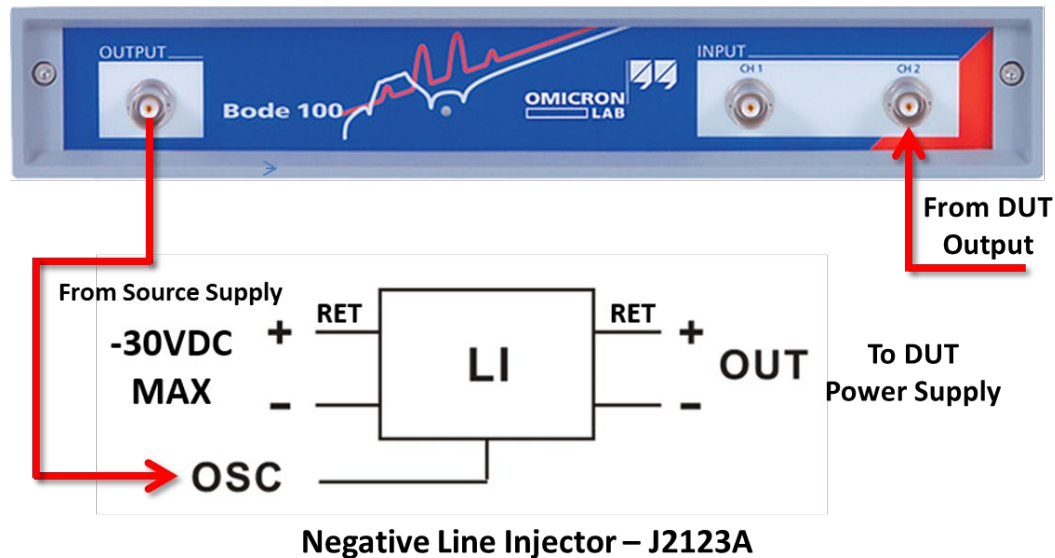 OUTPUT
INPUT
CH 1
CH 2
Bode 100
OMICRON
LAB
From DUT
Output
From Source Supply
-30VDC
MAX
+
RET
-
LI
RET
+
-
OUT
To DUT
Power Supply
OSC
Negative Line Injector – J2123A